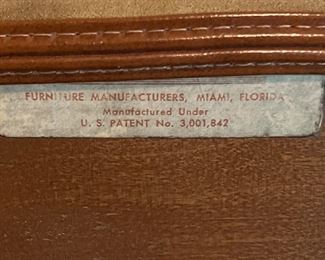 FURNITURE MANUFACTURERS, MIAMI, FLORIDA
Manufactured Under
U. S. PATENT No. 3,001,842